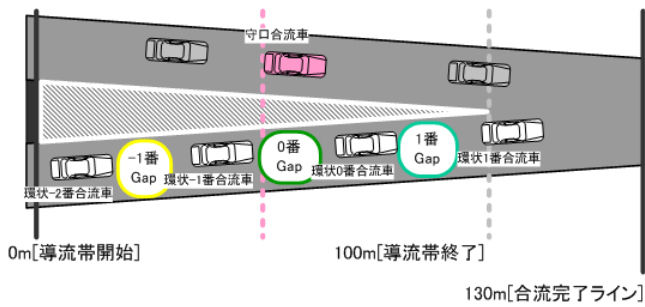 守口合流車
-1番
Gap
0番
Gap
1番
Gap
環状-2番合流車
環状-1番合流車
環状0番合流車
環状1番合流車
0m[導流帯開始]
100m[導流帯終了]
130m[合流完了ライン]